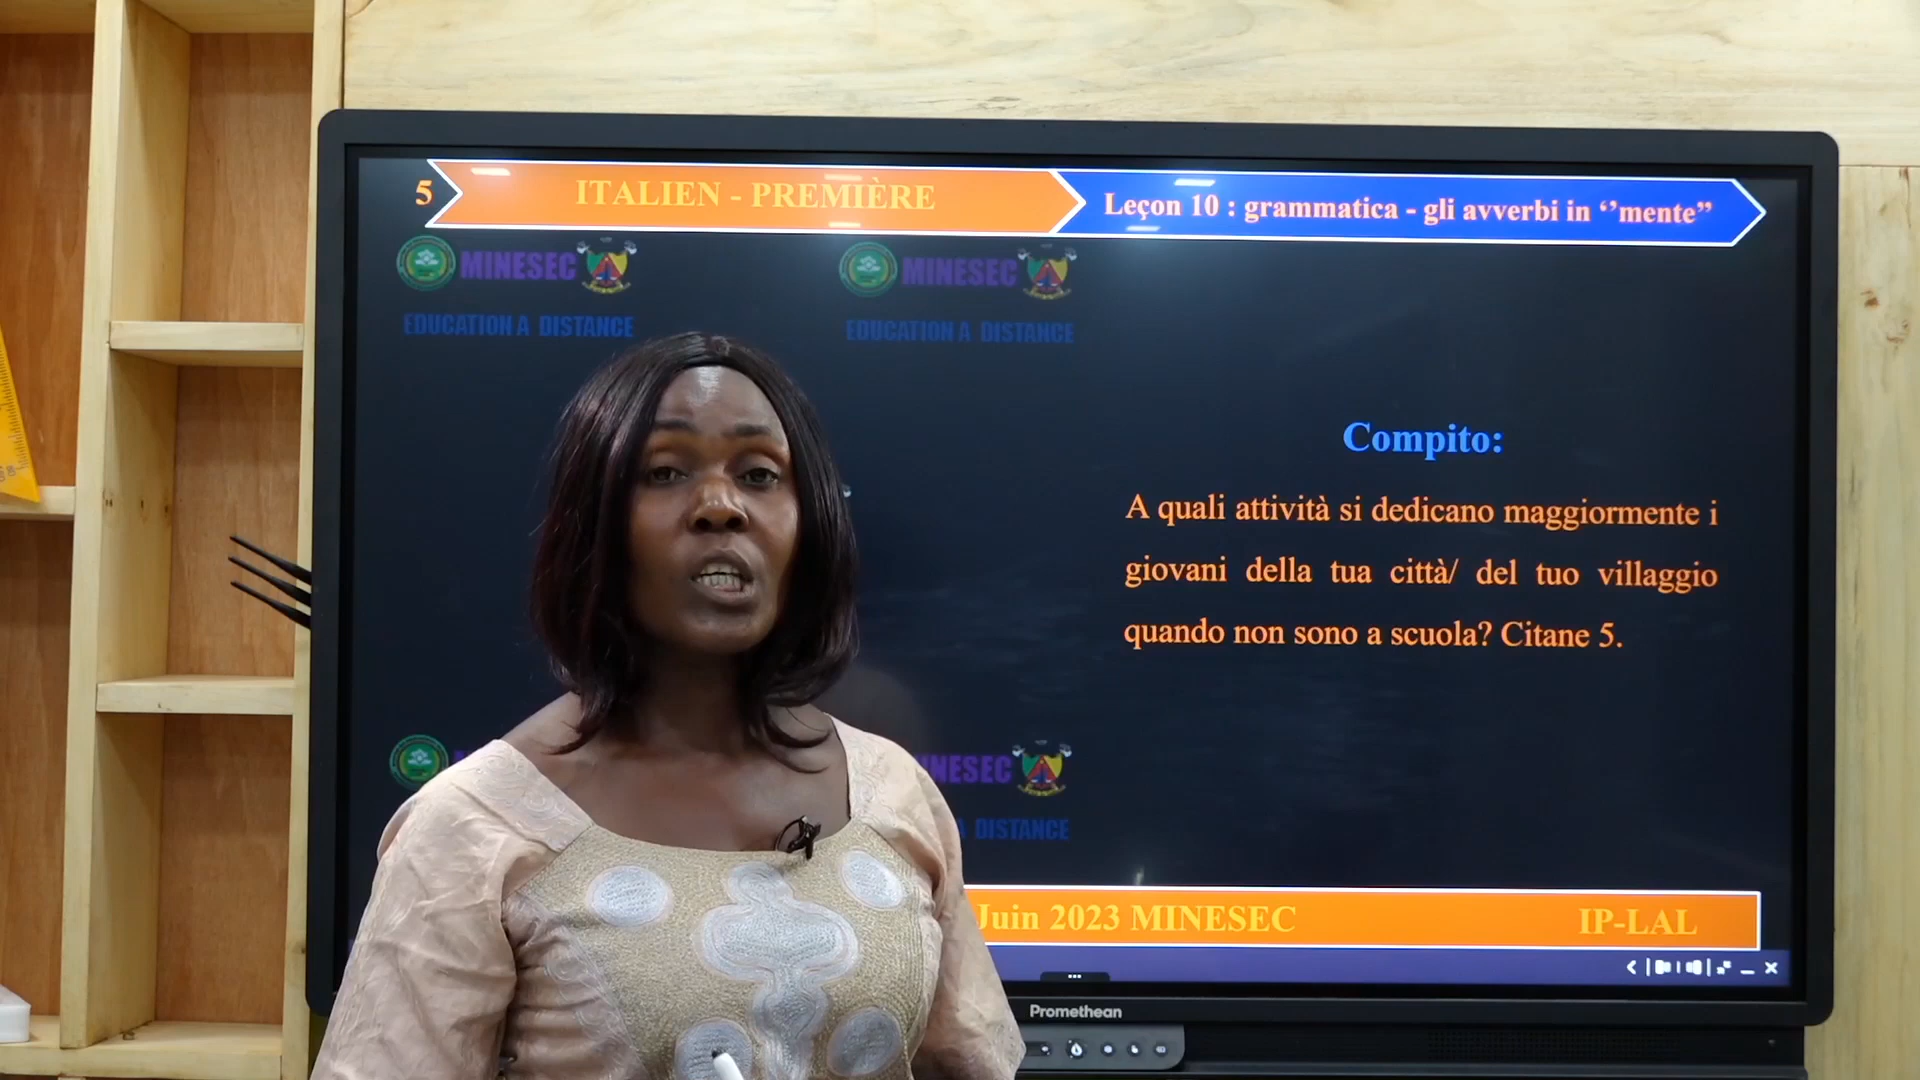 5
ITALIEN - PREMIÈRE
Leçon 10 : grammatica - gli avverbi in ‘’mente”
MINESEC
MINESEC
EDUCATION A DISTANCE
EDUCATION A DISTANCE
Compito:
A quali attività si dedicano maggiormente i
giovani della tua città/ del tuo villaggio
quando non sono a scuola? Citane 5.
NESEC
DISTANCE
Juin 2023 MINESEC
IP-LAL
Promethean